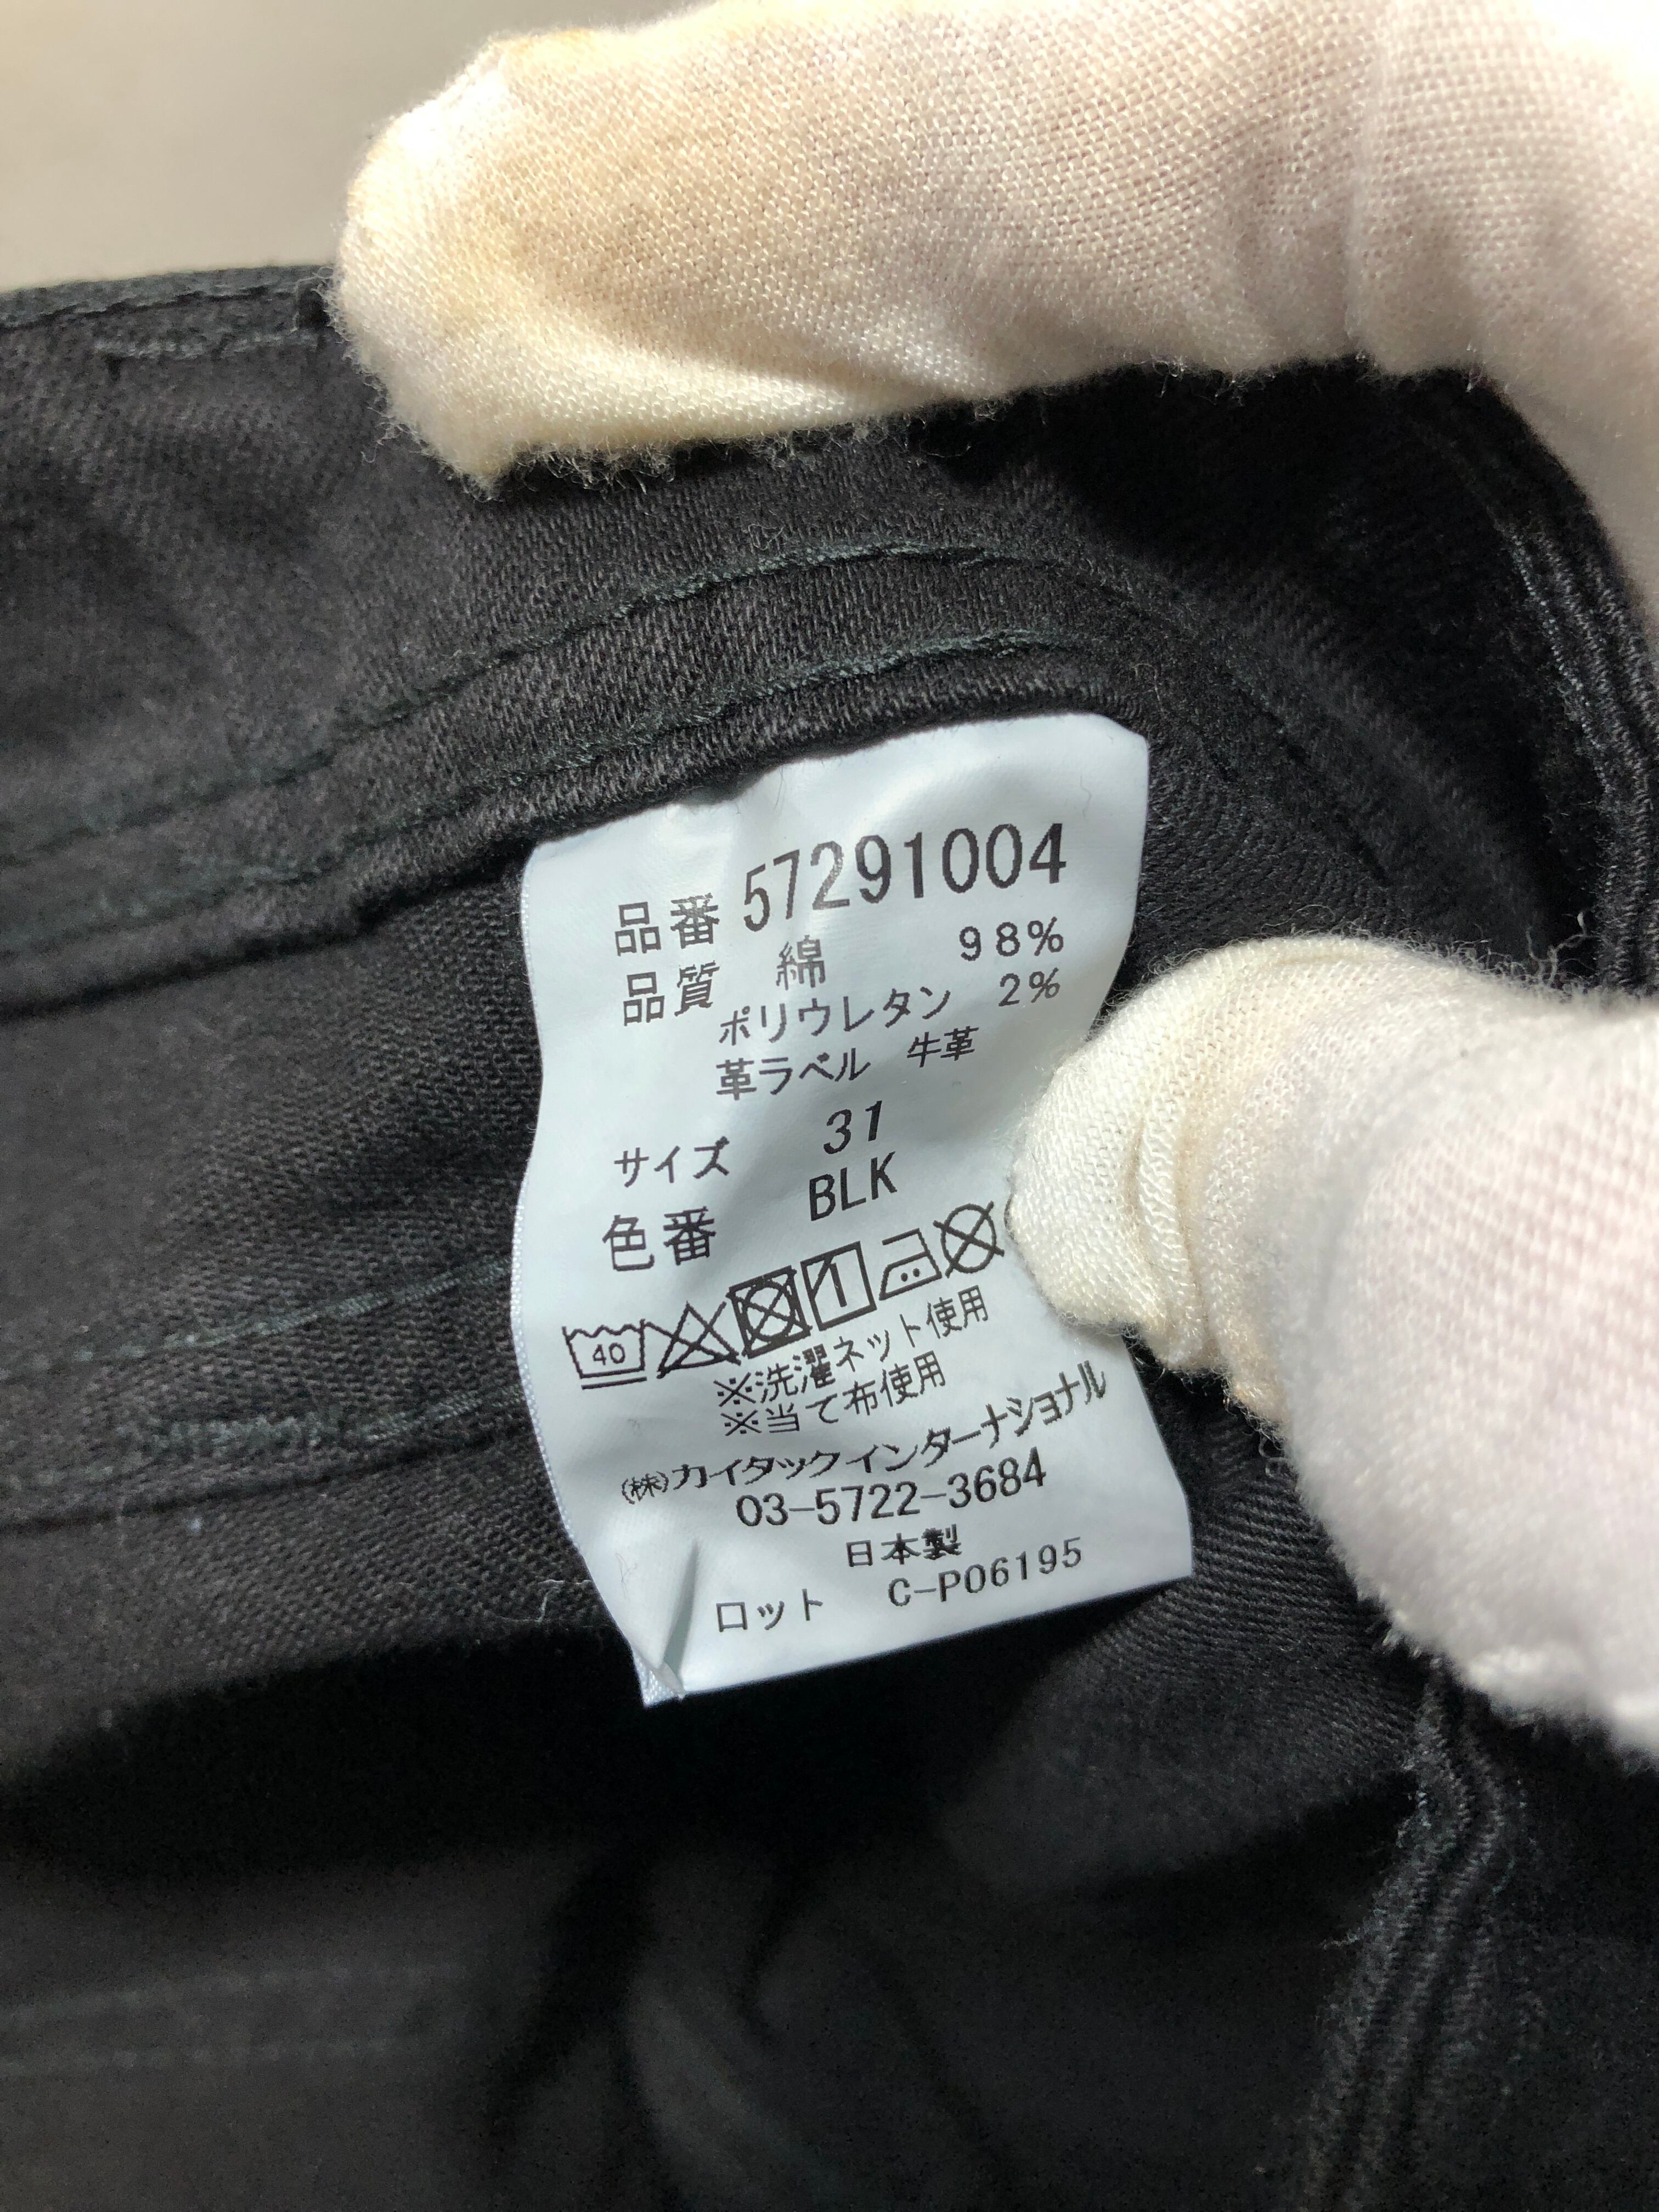 品番 57291004
品質 綿 98%
ポリウレタン 2%
革ラベル 牛革
サイズ 31
色番 BLK
40
※洗濯ネット使用
※当て布使用
㈱カイタックインターナショナル
03-5722-3684
日本製
ロット C-P06195